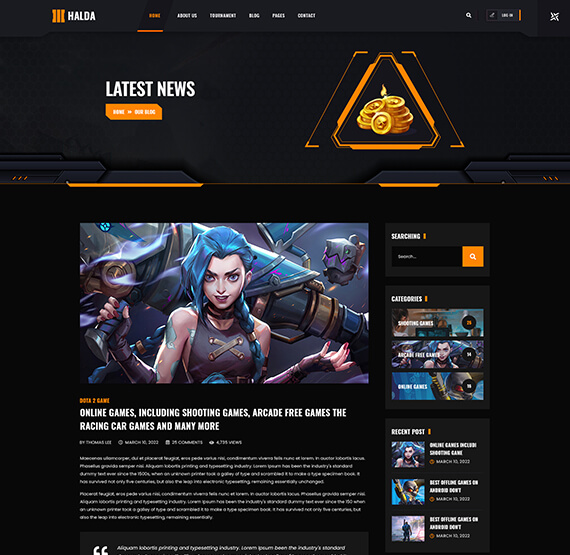 HALDA
HOME
ABOUT US
TOURNAMENT
BLOG
PAGES
CONTACT
LOG IN
LATEST NEWS
HOME
OUR BLOG
SEARCHING
Search...
CATEGORIES
SHOOTING GAMES
25
ARCADE FREE GAMES
14
ONLINE GAMES
16
DOTA 2 GAME
ONLINE GAMES, INCLUDING SHOOTING GAMES, ARCADE FREE GAMES THE
RACING CAR GAMES AND MANY MORE
BY THOMAS LEE
MARCH 10, 2022
25 COMMENTS
4,705 VIEWS
Maecenas ullamcorper, dui et placerat feugiat, eros pede varius nisi, condimentum viverra felis nunc et lorem. In auctor lobortis lacus.
Phasellus gravida semper nisi. Aliquam lobortis printing and typesetting industry. Lorem Ipsum has been the industry's standard
dummy text ever since the 1500s, when an unknown printer took a galley of type and scrambled it to make a type specimen book. It
has survived not only five centuries, but also the leap into electronic typesetting, remaining essentially unchanged.
Placerat feugiat, eros pede varius nisi, condimentum viverra felis nunc et lorem. In auctor lobortis lacus. Phasellus gravida semper nisi.
Aliquam lobortis printing and typesetting industry. Lorem Ipsum has been the industry's standard dummy text ever since the 150 when
an unknown printer took a galley of type and scrambled it to make a type specimen book. It has survived not only five centuries, but
also the leap into electronic typesetting, remaining essentially.
Aliquam lobortis printing and typesetting industry. Lorem Ipsum been the industry's standard
RECENT POST
ONLINE GAMES INCLUDI
SHOOTING GAME
MARCH 10, 2022
BEST OFFLINE GAMES ON
ANDROID DON'T
MARCH 10, 2022
BEST OFFLINE GAMES ON
ANDROID DON'T
MARCH 10, 2022